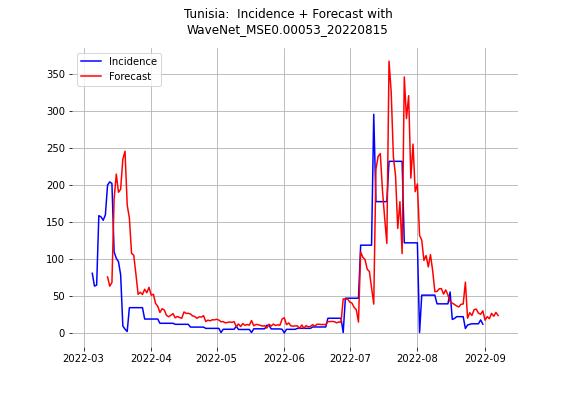 Tunisia:  Incidence + Forecast with
WaveNet_MSE0.00053_20220815
Incidence
Forecast
350
300
250
200
150
100
50
0
2022-03 2022-04 2022-05 2022-06 2022-07 2022-08 2022-09